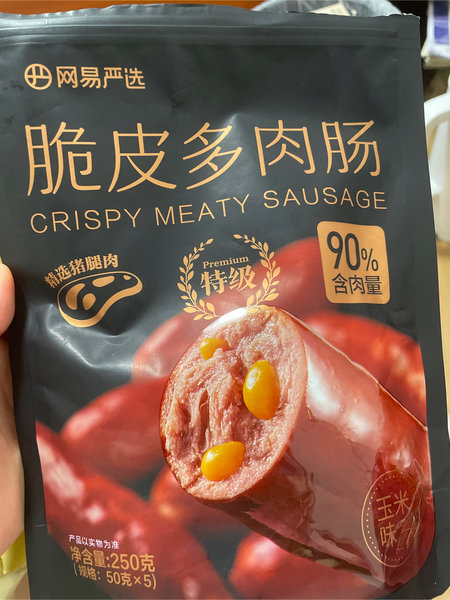 网易严选
脆皮多肉肠
CRISPY MEATY SAUSAGE
精选猪腿肉
Premium
特级
90%
含肉量
玉米
味
产品以实物为准
净含量:250克
(规格: 50克×5)